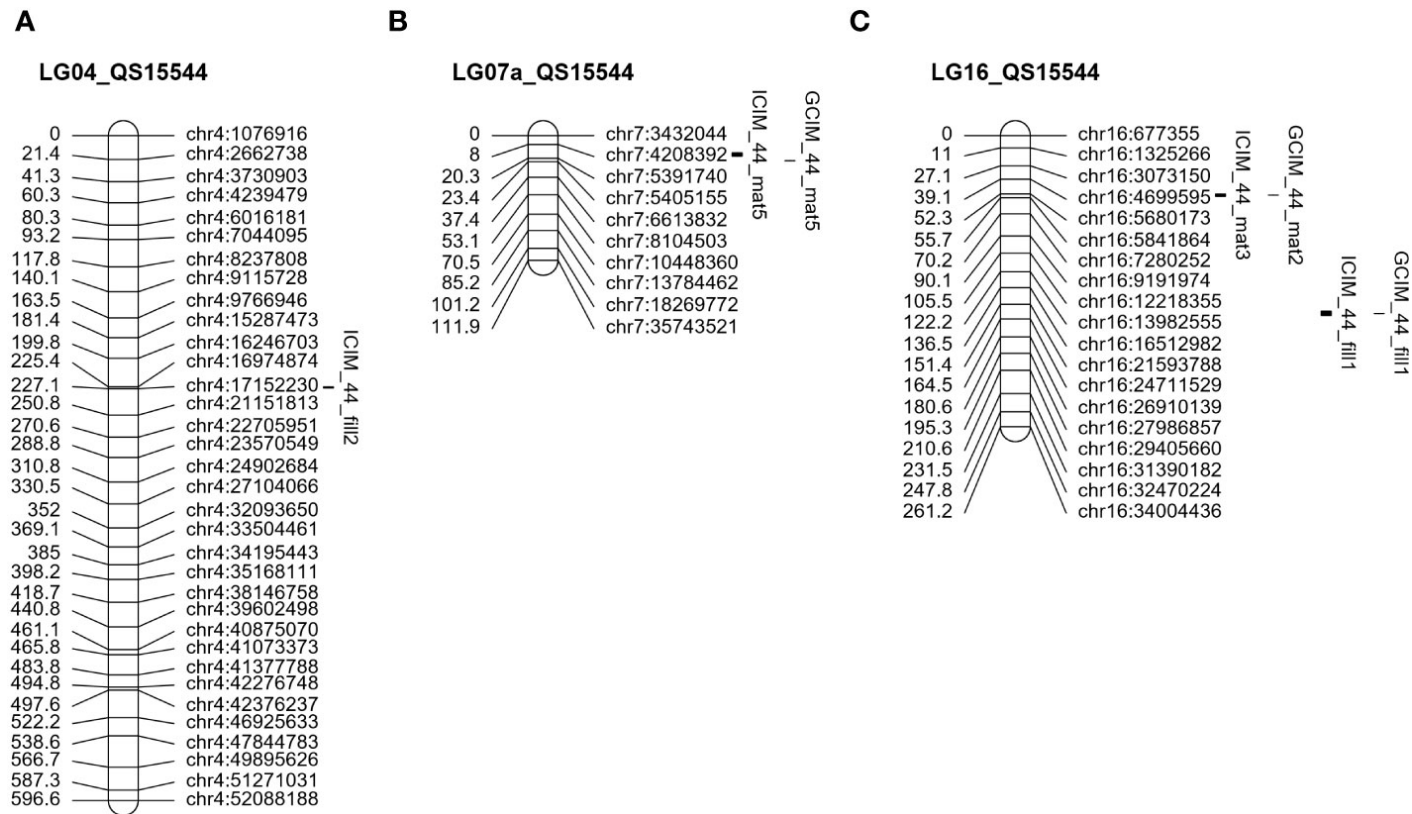 A
LG04_QS15544
0 chr4:1076916
21.4 chr4:2662738
41.3 chr4:3730903
60.3 chr4:4239479
80.3 chr4:6016181
93.2 chr4:7044095
117.8 chr4:8237808
140.1 chr4:9115728
163.5 chr4:9766946
181.4 chr4:15287473
199.8 chr4:16246703
225.4 chr4:16974874
227.1 chr4:17152230
250.8 chr4:21151813
270.6 chr4:22705951
288.8 chr4:23570549
310.8 chr4:24902684
330.5 chr4:27104066
352 chr4:32093650
369.1 chr4:33504461
385 chr4:34195443
398.2 chr4:35168111
418.7 chr4:38146758
440.8 chr4:39602498
461.1 chr4:40875070
465.8 chr4:41073373
483.8 chr4:41377788
494.8 chr4:42276748
497.6 chr4:42376237
522.2 chr4:46925633
538.6 chr4:47844783
566.7 chr4:49895626
587.3 chr4:51271031
596.6 chr4:52088188
ICIM_44_fill2
B
LG07a_QS15544
0 chr7:3432044
8 chr7:4208392
20.3 chr7:5391740
23.4 chr7:5405155
37.4 chr7:6613832
53.1 chr7:8104503
70.5 chr7:10448360
85.2 chr7:13784462
101.2 chr7:18269772
111.9 chr7:35743521
ICIM_44_mat5
GCIM_44_mat5
C
LG16_QS15544
0 chr16:677355
11 chr16:1325266
27.1 chr16:3073150
39.1 chr16:4699595
52.3 chr16:5680173
55.7 chr16:5841864
70.2 chr16:7280252
90.1 chr16:9191974
105.5 chr16:12218355
122.2 chr16:13982555
136.5 chr16:16512982
151.4 chr16:21593788
164.5 chr16:24711529
180.6 chr16:26910139
195.3 chr16:27986857
210.6 chr16:29405660
231.5 chr16:31390182
247.8 chr16:32470224
261.2 chr16:34004436
ICIM_44_mat3
GCIM_44_mat2
ICIM_44_fill1
GCIM_44_fill1